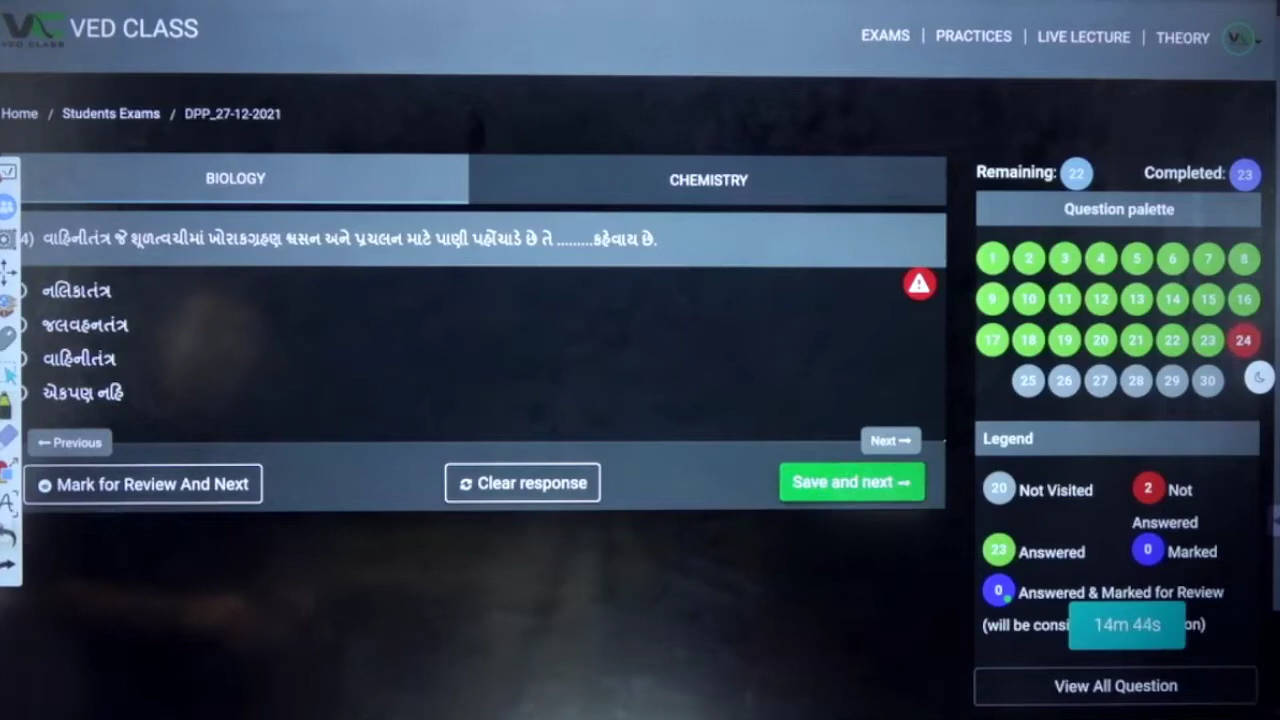 VED CLASS
VED CLASS
EXAMS | PRACTICES | LIVE LECTURE | THEORY
Home / Students Exams / DPP_27-12-2021
BIOLOGY
CHEMISTRY
4) વાહિનીતંત્ર જે શૂળત્વચીમાં ખોરાકગ્રહણ શ્વસન અને પ્રચલન માટે પાણી પહોંચાડે છે તે .........કહેવાય છે.
નલિકાતંત્ર
જલવહનતંત્ર
વાહિનીતંત્ર
એકપણ નહિ
← Previous
Next →
Mark for Review And Next
Clear response
Save and next →
Remaining: 22
Completed: 23
Question palette
1 2 3 4 5 6 7 8
9 10 11 12 13 14 15 16
17 18 19 20 21 22 23 24
25 26 27 28 29 30
Legend
20 Not Visited
2 Not Answered
23 Answered
0 Marked
0 Answered & Marked for Review
(will be consi
on)
14m 44s
View All Question